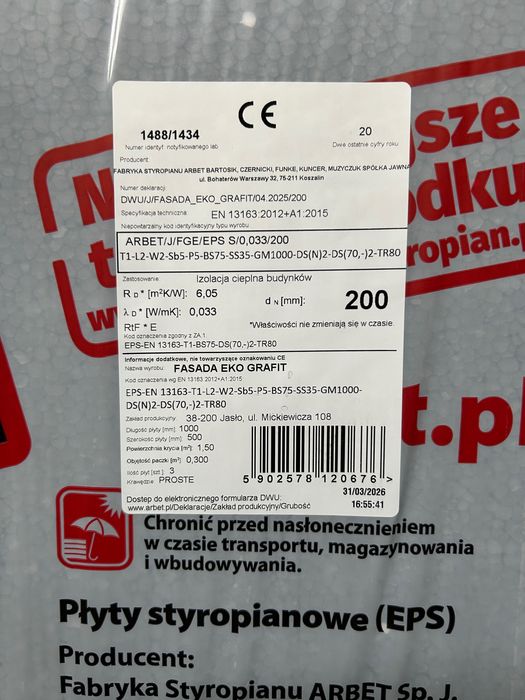 CE
1488/1434
20
Numer identyf. notyfikowanego lab
Dwie ostatnie cyfry roku
Producent:
FABRYKA STYROPIANU ARBET BARTOSIK, CZERNICKI, FUNKE, KUNCER, MUZYCZUK SPÓŁKA JAWNA
ul. Bohaterów Warszawy 32, 75-211 Koszalin
Numer deklaracji:
DWU/J/FASADA_EKO_GRAFIT/04.2025/200
Specyfikacja techniczna: EN 13163:2012+A1:2015
Niepowtarzalny kod identyfikacyjny typu wyrobu
ARBET/J/FGE/EPS S/0,033/200
T1-L2-W2-Sb5-P5-BS75-SS35-GM1000-DS(N)2-DS(70,-)2-TR80
Zastosowanie: Izolacja cieplna budynków
R D* [m²K/W]: 6,05
d N [mm]: 200
λ D* [W/mK]: 0,033
RtF * E
*Właściwości nie zmieniają się w czasie.
Kod oznaczenia zgodny z ZA.1:
EPS-EN 13163-T1-BS75-DS(70,-)2-TR80
Informacje dodatkowe, nie towarzyszące oznakowaniu CE
Nazwa wyrobu: FASADA EKO GRAFIT
Kod oznaczenia wg EN 13163:2012+A1:2015
EPS-EN 13163-T1-L2-W2-Sb5-P5-BS75-SS35-GM1000-
DS(N)2-DS(70,-)2-TR80
Zakład produkcyjny: 38-200 Jasło, ul. Mickiewicza 108
Długość płyty [mm]: 1000
Szerokość płyty [mm]: 500
Powierzchnia krycia [m²]: 1,50
Objętość paczki [m³]: 0,300
Ilość płyt [szt.]: 3
Krawędzie PROSTE
5 902578 120676 >
31/03/2026
16:55:41
Dostęp do elektronicznego formularza DWU:
www.arbet.pl/Deklaracje/Zakład produkcyjny/Grubość
sze
dku
ropian.p
t.pl
Chronić przed nasłonecznieniem
w czasie transportu, magazynowania
i wbudowywania.
Płyty styropianowe (EPS)
Producent:
Fabryka Styropianu ARBET Sp. J.